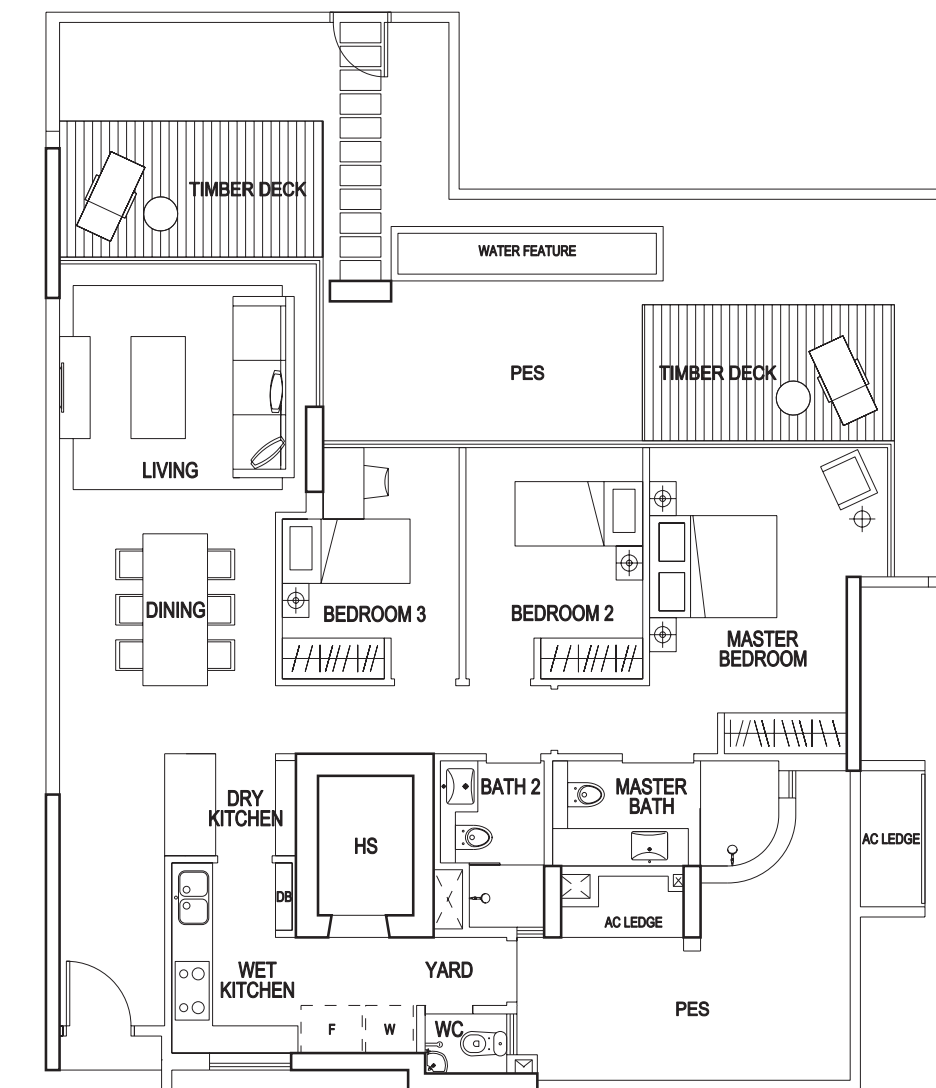 TIMBER DECK
WATER FEATURE
PES
TIMBER DECK
LIVING
DINING
BEDROOM 3
BEDROOM 2
MASTER
BEDROOM
DRY
KITCHEN
HS
BATH 2
MASTER
BATH
AC LEDGE
DB
AC LEDGE
WET
KITCHEN
YARD
PES
F
W
WC